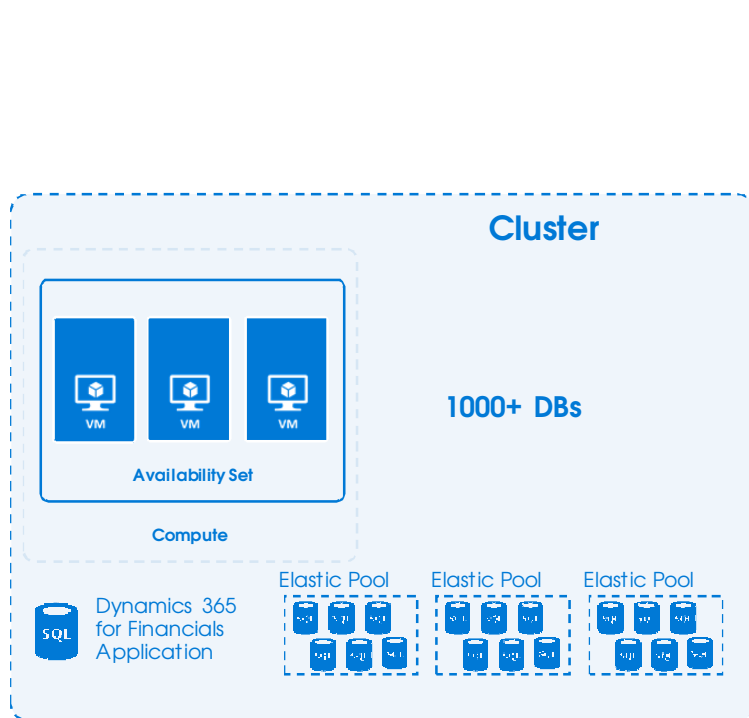 Cluster
VM
VM
VM
1000+ DBs
Availability Set
Compute
Elastic Pool
Elastic Pool
Elastic Pool
SQL
Dynamics 365
for Financials
Application